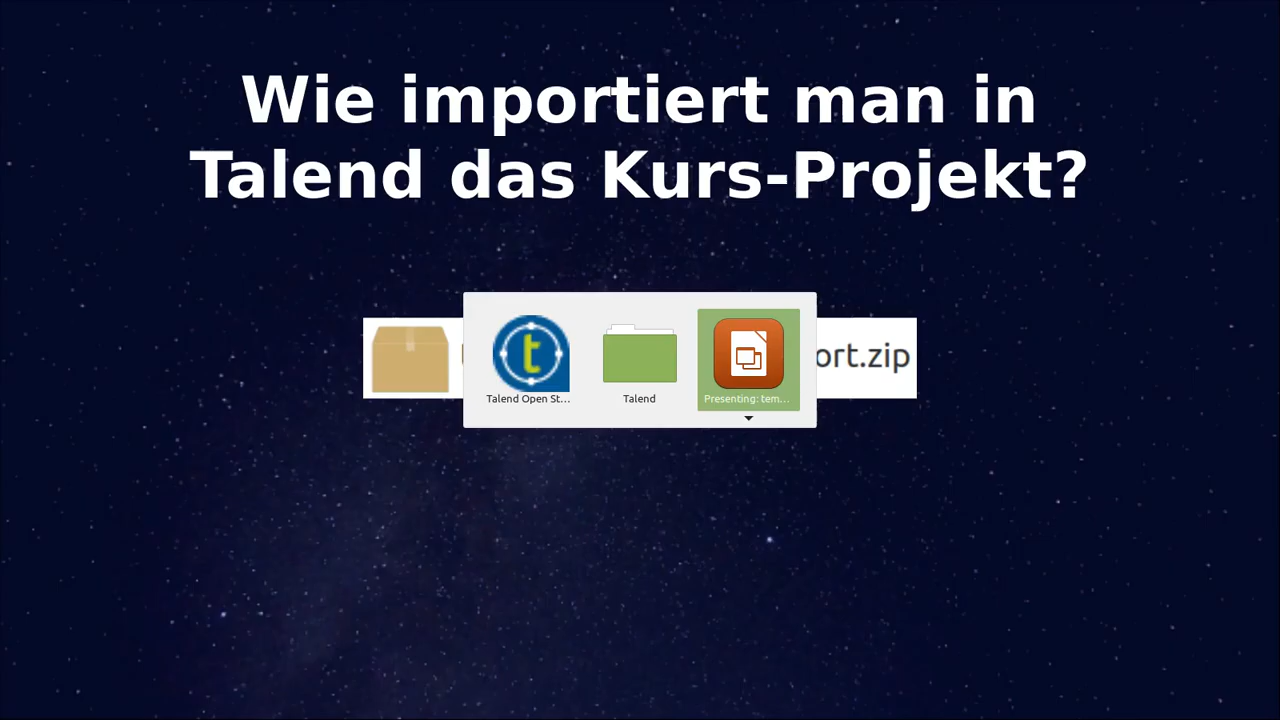 Wie importiert man in
Talend das Kurs-Projekt?
ort.zip
t
Talend Open St...
Talend
Presenting: tem...